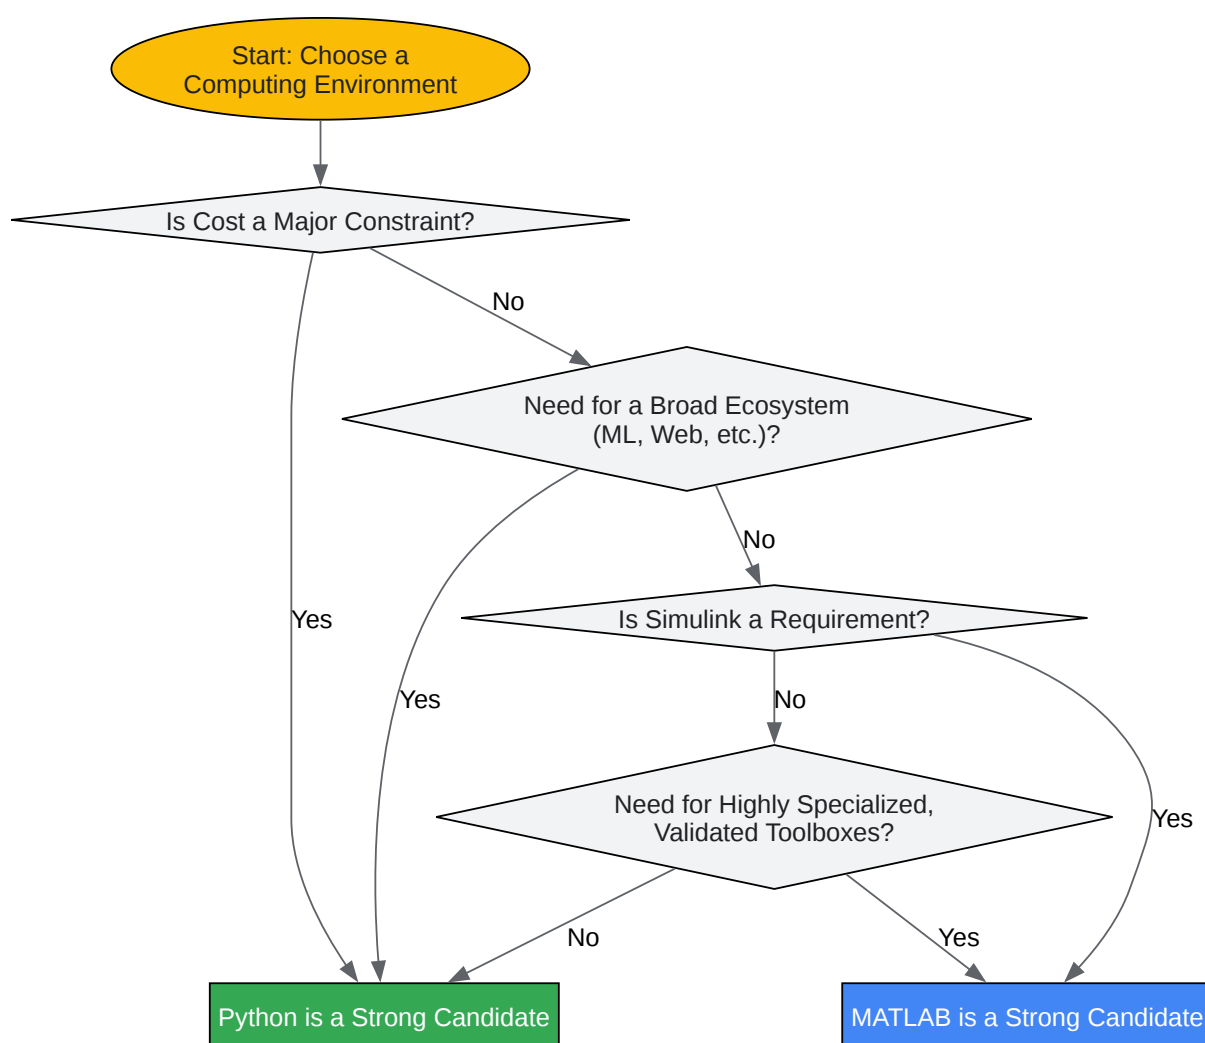 Start: Choose a
Computing Environment
Is Cost a Major Constraint?
No
Need for a Broad Ecosystem
(ML, Web, etc.)?
No
Is Simulink a Requirement?
Yes
Yes
No
Need for Highly Specialized,
Validated Toolboxes?
Yes
No
Yes
Python is a Strong Candidate
MATLAB is a Strong Candidate